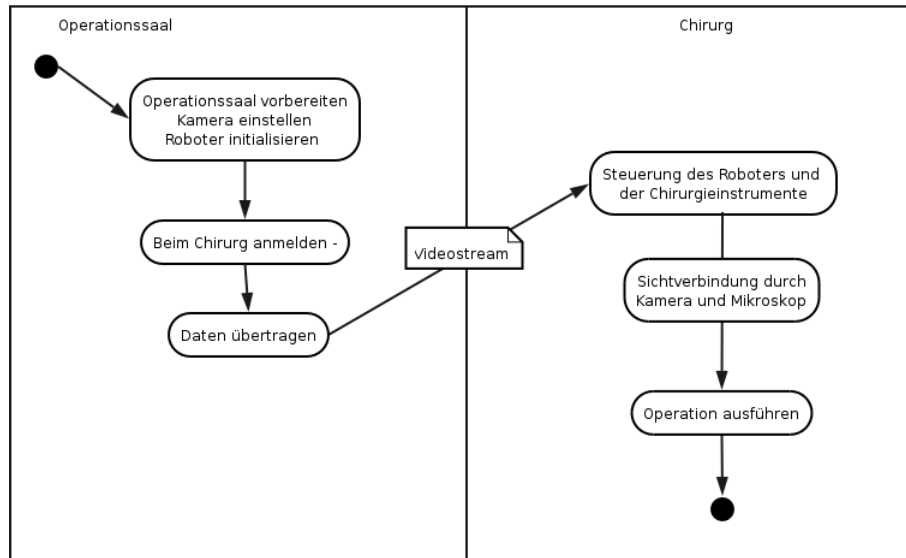 Operationssaal
Operationssaal vorbereiten
Kamera einstellen
Roboter initialisieren
Beim Chirurg anmelden -
Daten übertragen
videostream
Chirurg
Steuerung des Roboters und
der Chirurgieinstrumente
Sichtverbindung durch
Kamera und Mikroskop
Operation ausführen